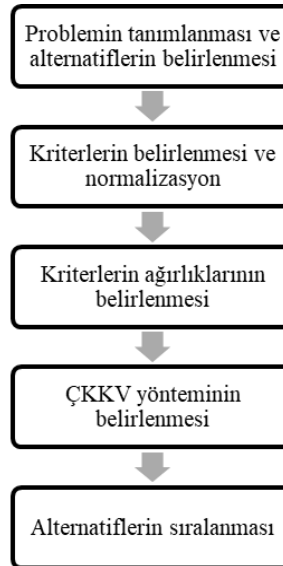 Problemin tanımlanması ve
alternatiflerin belirlenmesi
Kriterlerin belirlenmesi ve
normalizasyon
Kriterlerin ağırlıklarının
belirlenmesi
ÇKKV yönteminin
belirlenmesi
Alternatiflerin sıralanması